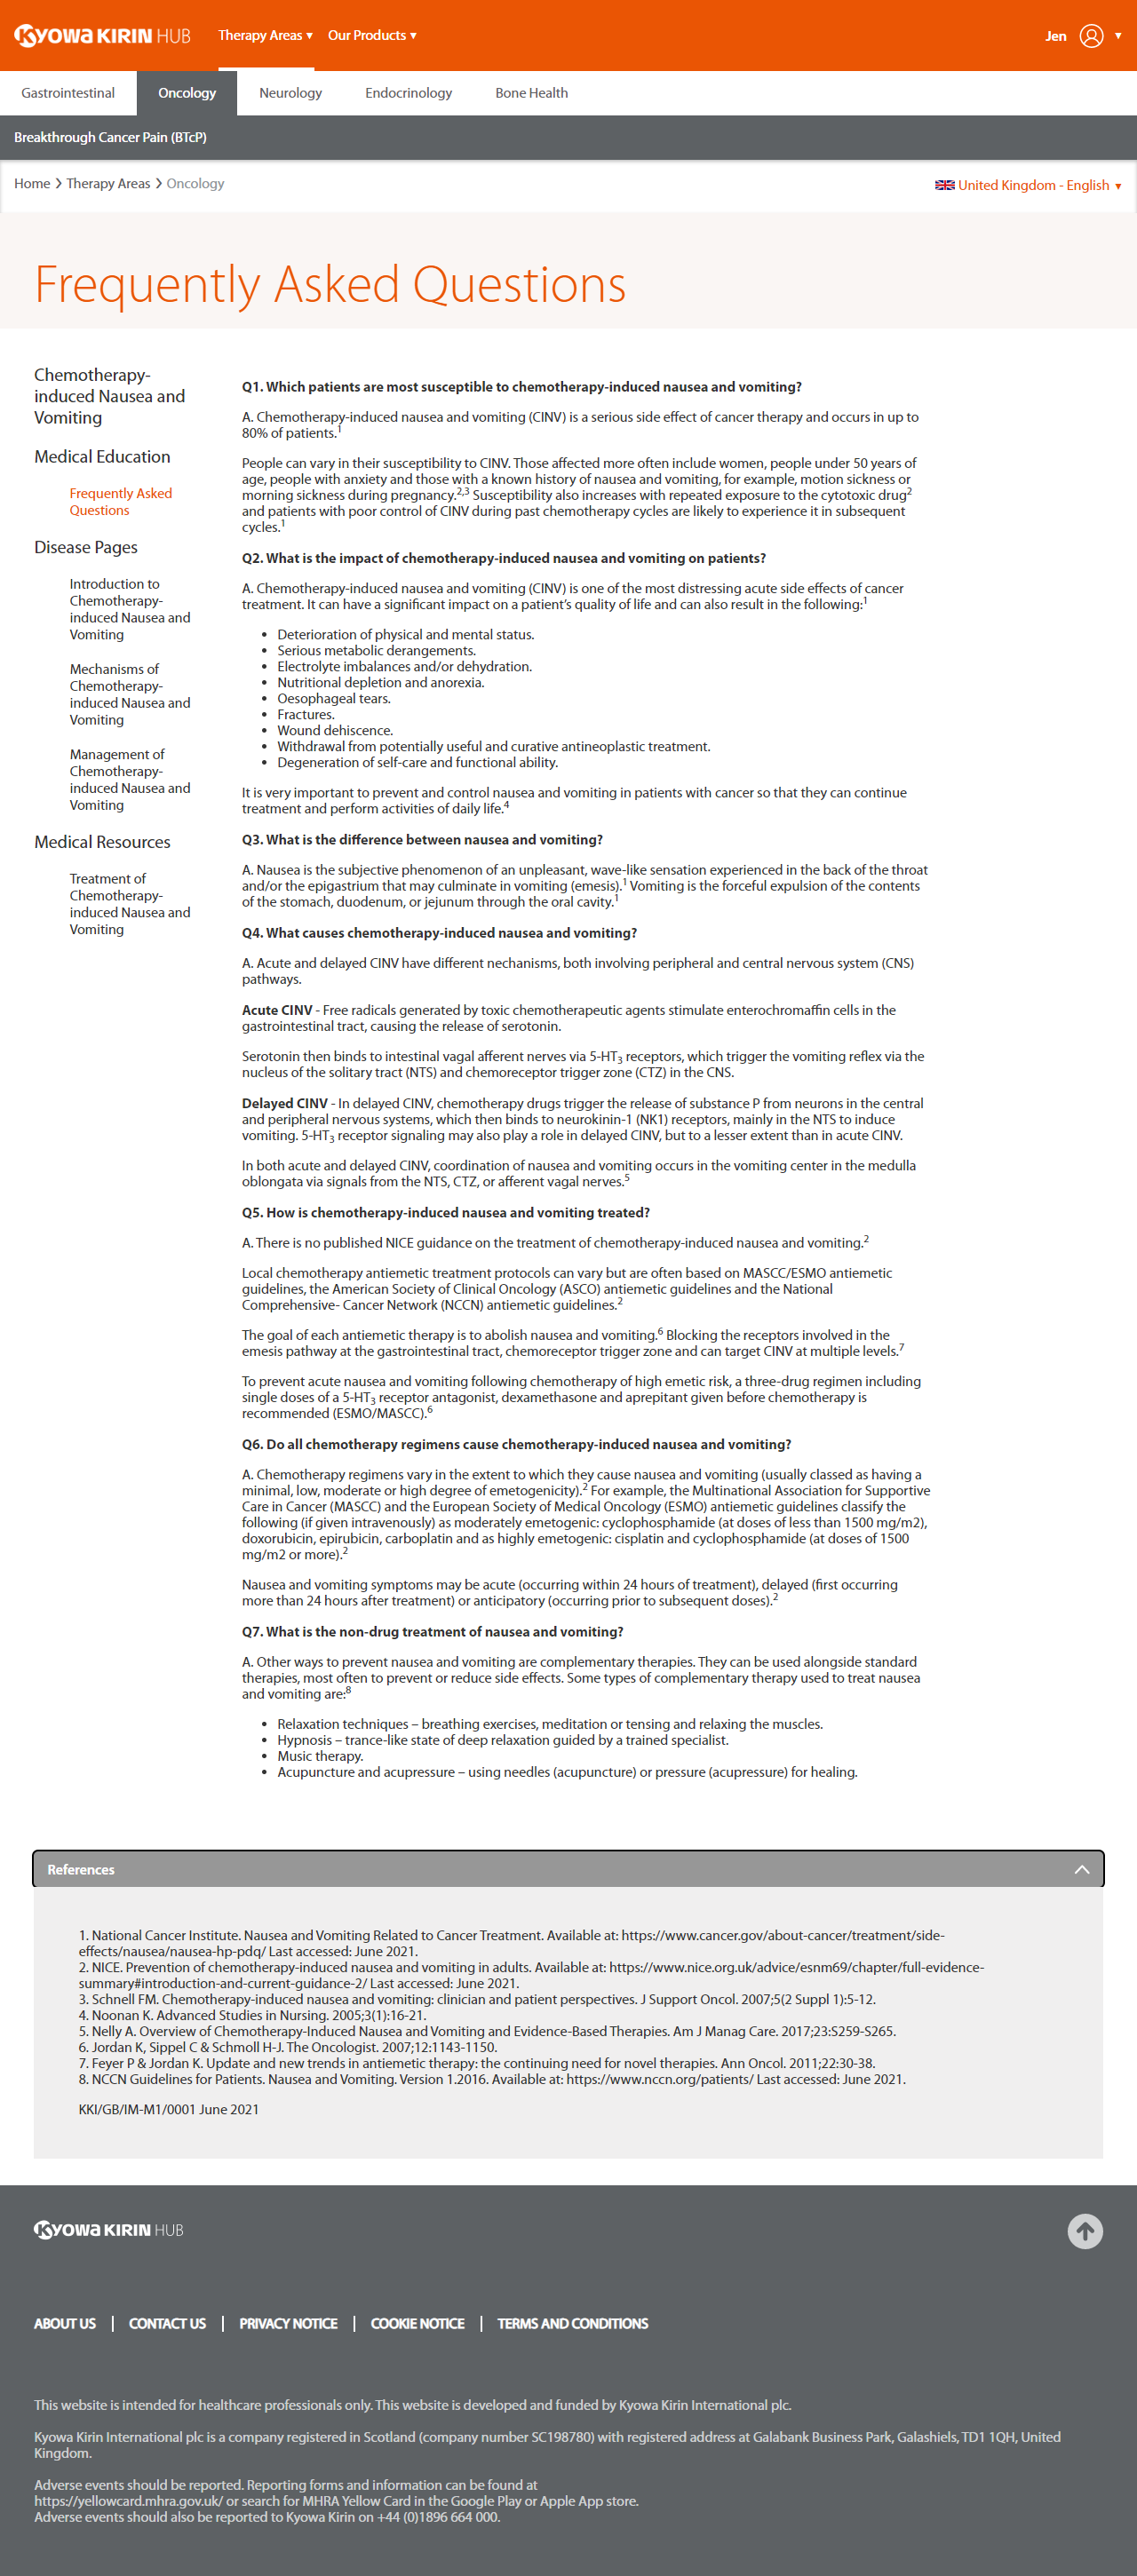 KYOWA KIRIN HUB
Therapy Areas ▼ Our Products ▼
Jen ▼
Gastrointestinal Oncology Neurology Endocrinology Bone Health
Breakthrough Cancer Pain (BTcP)
Home > Therapy Areas > Oncology
United Kingdom - English ▼
Frequently Asked Questions
Chemotherapy-
induced Nausea and
Vomiting
Medical Education
Frequently Asked
Questions
Disease Pages
Introduction to
Chemotherapy-
induced Nausea and
Vomiting
Mechanisms of
Chemotherapy-
induced Nausea and
Vomiting
Management of
Chemotherapy-
induced Nausea and
Vomiting
Medical Resources
Treatment of
Chemotherapy-
induced Nausea and
Vomiting
Q1. Which patients are most susceptible to chemotherapy-induced nausea and vomiting?
A. Chemotherapy-induced nausea and vomiting (CINV) is a serious side effect of cancer therapy and occurs in up to
80% of patients.1
People can vary in their susceptibility to CINV. Those affected more often include women, people under 50 years of
age, people with anxiety and those with a known history of nausea and vomiting, for example, motion sickness or
morning sickness during pregnancy.2,3 Susceptibility also increases with repeated exposure to the cytotoxic drug2
and patients with poor control of CINV during past chemotherapy cycles are likely to experience it in subsequent
cycles.1
Q2. What is the impact of chemotherapy-induced nausea and vomiting on patients?
A. Chemotherapy-induced nausea and vomiting (CINV) is one of the most distressing acute side effects of cancer
treatment. It can have a significant impact on a patient's quality of life and can also result in the following:1
• Deterioration of physical and mental status.
• Serious metabolic derangements.
• Electrolyte imbalances and/or dehydration.
• Nutritional depletion and anorexia.
• Oesophageal tears.
• Fractures.
• Wound dehiscence.
• Withdrawal from potentially useful and curative antineoplastic treatment.
• Degeneration of self-care and functional ability.
It is very important to prevent and control nausea and vomiting in patients with cancer so that they can continue
treatment and perform activities of daily life.4
Q3. What is the difference between nausea and vomiting?
A. Nausea is the subjective phenomenon of an unpleasant, wave-like sensation experienced in the back of the throat
and/or the epigastrium that may culminate in vomiting (emesis).1 Vomiting is the forceful expulsion of the contents
of the stomach, duodenum, or jejunum through the oral cavity.1
Q4. What causes chemotherapy-induced nausea and vomiting?
A. Acute and delayed CINV have different nechanisms, both involving peripheral and central nervous system (CNS)
pathways.
Acute CINV - Free radicals generated by toxic chemotherapeutic agents stimulate enterochromaffin cells in the
gastrointestinal tract, causing the release of serotonin.
Serotonin then binds to intestinal vagal afferent nerves via 5-HT3 receptors, which trigger the vomiting reflex via the
nucleus of the solitary tract (NTS) and chemoreceptor trigger zone (CTZ) in the CNS.
Delayed CINV - In delayed CINV, chemotherapy drugs trigger the release of substance P from neurons in the central
and peripheral nervous systems, which then binds to neurokinin-1 (NK1) receptors, mainly in the NTS to induce
vomiting. 5-HT3 receptor signaling may also play a role in delayed CINV, but to a lesser extent than in acute CINV.
In both acute and delayed CINV, coordination of nausea and vomiting occurs in the vomiting center in the medulla
oblongata via signals from the NTS, CTZ, or afferent vagal nerves.5
Q5. How is chemotherapy-induced nausea and vomiting treated?
A. There is no published NICE guidance on the treatment of chemotherapy-induced nausea and vomiting.2
Local chemotherapy antiemetic treatment protocols can vary but are often based on MASCC/ESMO antiemetic
guidelines, the American Society of Clinical Oncology (ASCO) antiemetic guidelines and the National
Comprehensive- Cancer Network (NCCN) antiemetic guidelines.2
The goal of each antiemetic therapy is to abolish nausea and vomiting.6 Blocking the receptors involved in the
emesis pathway at the gastrointestinal tract, chemoreceptor trigger zone and can target CINV at multiple levels.7
To prevent acute nausea and vomiting following chemotherapy of high emetic risk, a three-drug regimen including
single doses of a 5-HT3 receptor antagonist, dexamethasone and aprepitant given before chemotherapy is
recommended (ESMO/MASCC).6
Q6. Do all chemotherapy regimens cause chemotherapy-induced nausea and vomiting?
A. Chemotherapy regimens vary in the extent to which they cause nausea and vomiting (usually classed as having a
minimal, low, moderate or high degree of emetogenicity).2 For example, the Multinational Association for Supportive
Care in Cancer (MASCC) and the European Society of Medical Oncology (ESMO) antiemetic guidelines classify the
following (if given intravenously) as moderately emetogenic: cyclophosphamide (at doses of less than 1500 mg/m2),
doxorubicin, epirubicin, carboplatin and as highly emetogenic: cisplatin and cyclophosphamide (at doses of 1500
mg/m2 or more).2
Nausea and vomiting symptoms may be acute (occurring within 24 hours of treatment), delayed (first occurring
more than 24 hours after treatment) or anticipatory (occurring prior to subsequent doses).2
Q7. What is the non-drug treatment of nausea and vomiting?
A. Other ways to prevent nausea and vomiting are complementary therapies. They can be used alongside standard
therapies, most often to prevent or reduce side effects. Some types of complementary therapy used to treat nausea
and vomiting are:8
• Relaxation techniques – breathing exercises, meditation or tensing and relaxing the muscles.
• Hypnosis – trance-like state of deep relaxation guided by a trained specialist.
• Music therapy.
• Acupuncture and acupressure – using needles (acupuncture) or pressure (acupressure) for healing.
References
1. National Cancer Institute. Nausea and Vomiting Related to Cancer Treatment. Available at: https://www.cancer.gov/about-cancer/treatment/side-
effects/nausea/nausea-hp-pdq/ Last accessed: June 2021.
2. NICE. Prevention of chemotherapy-induced nausea and vomiting in adults. Available at: https://www.nice.org.uk/advice/esnm69/chapter/full-evidence-
summary#introduction-and-current-guidance-2/ Last accessed: June 2021.
3. Schnell FM. Chemotherapy-induced nausea and vomiting: clinician and patient perspectives. J Support Oncol. 2007;5(2 Suppl 1):5-12.
4. Noonan K. Advanced Studies in Nursing. 2005;3(1):16-21.
5. Nelly A. Overview of Chemotherapy-Induced Nausea and Vomiting and Evidence-Based Therapies. Am J Manag Care. 2017;23:S259-S265.
6. Jordan K, Sippel C & Schmoll H-J. The Oncologist. 2007;12:1143-1150.
7. Feyer P & Jordan K. Update and new trends in antiemetic therapy: the continuing need for novel therapies. Ann Oncol. 2011;22:30-38.
8. NCCN Guidelines for Patients. Nausea and Vomiting. Version 1.2016. Available at: https://www.nccn.org/patients/ Last accessed: June 2021.
KKI/GB/IM-M1/0001 June 2021
KYOWA KIRIN HUB
ABOUT US | CONTACT US | PRIVACY NOTICE | COOKIE NOTICE | TERMS AND CONDITIONS
This website is intended for healthcare professionals only. This website is developed and funded by Kyowa Kirin International plc.
Kyowa Kirin International plc is a company registered in Scotland (company number SC198780) with registered address at Galabank Business Park, Galashiels, TD1 1QH, United
Kingdom.
Adverse events should be reported. Reporting forms and information can be found at
https://yellowcard.mhra.gov.uk/ or search for MHRA Yellow Card in the Google Play or Apple App store.
Adverse events should also be reported to Kyowa Kirin on +44 (0)1896 664 000.